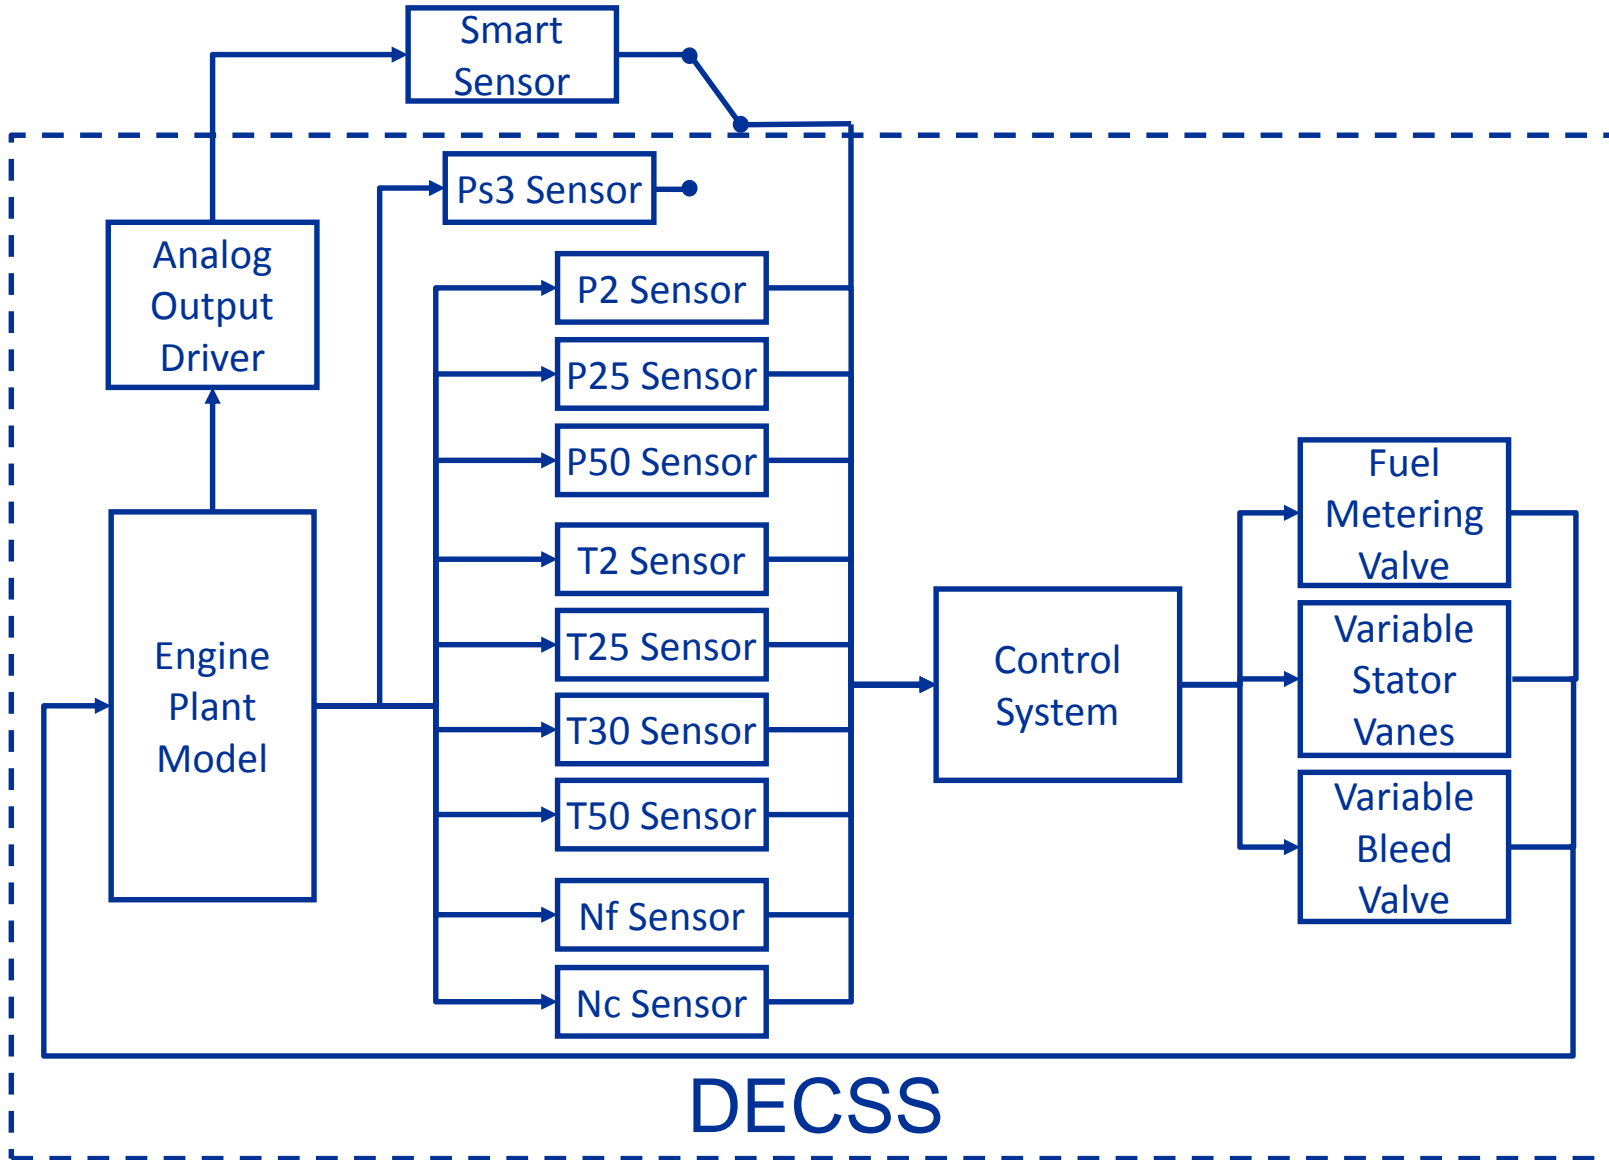 Smart
Sensor
Ps3 Sensor
Analog
Output
Driver
P2 Sensor
P25 Sensor
P50 Sensor
T2 Sensor
T25 Sensor
T30 Sensor
T50 Sensor
Nf Sensor
Nc Sensor
Engine
Plant
Model
Control
System
Fuel
Metering
Valve
Variable
Stator
Vanes
Variable
Bleed
Valve
DECSS